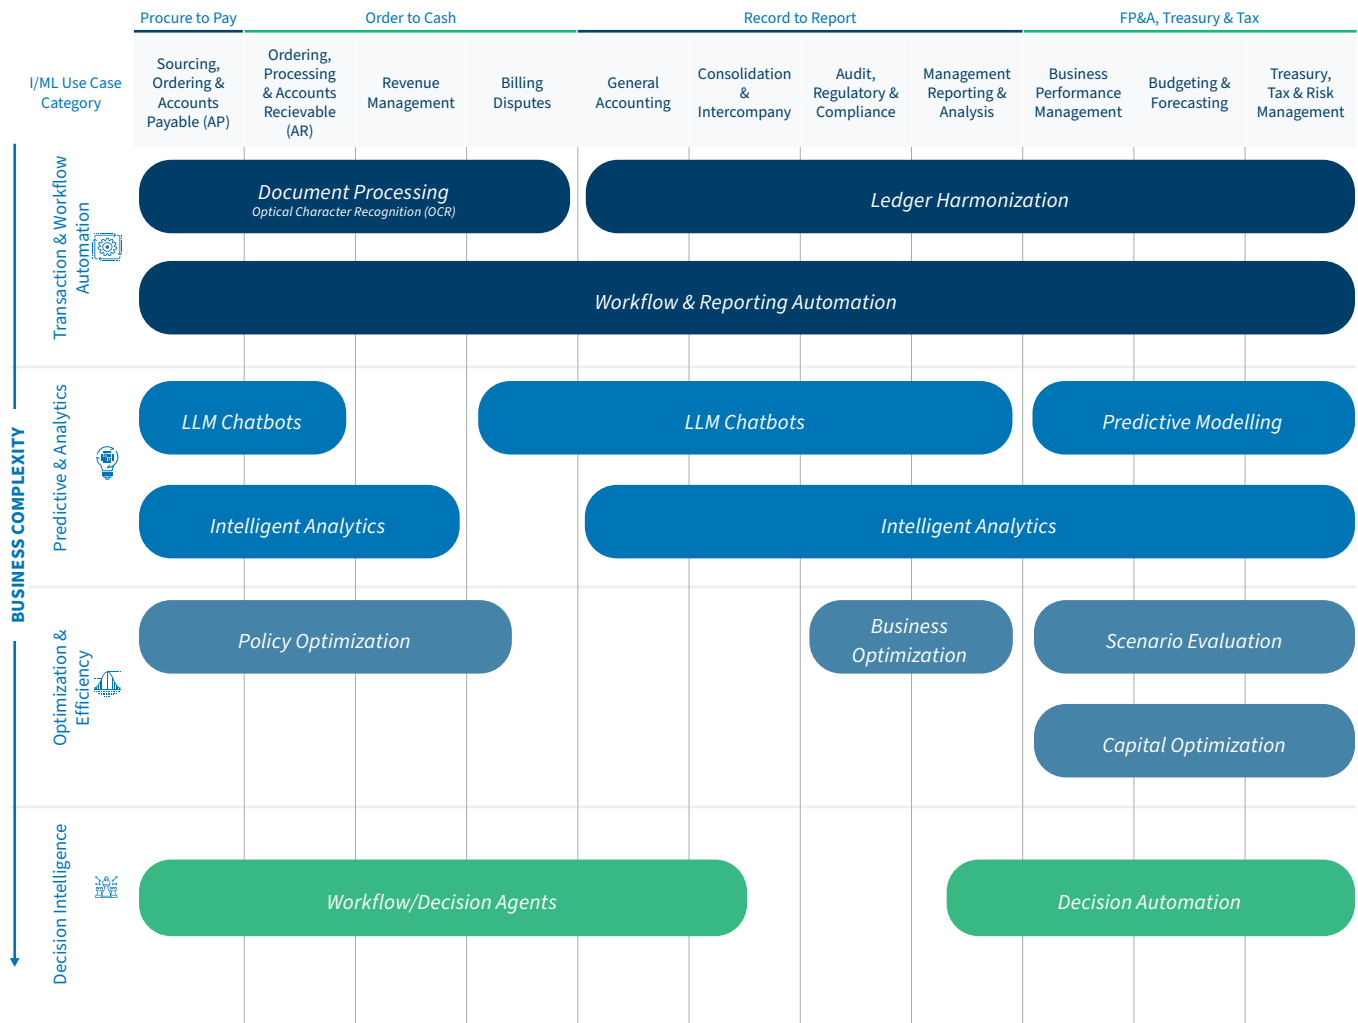 Procure to Pay
Order to Cash
Record to Report
FP&A, Treasury & Tax
I/ML Use Case
Category
Sourcing,
Ordering &
Accounts
Payable (AP)
Ordering,
Processing
& Accounts
Recievable
(AR)
Revenue
Management
Billing
Disputes
General
Accounting
Consolidation
&
Intercompany
Audit,
Regulatory &
Compliance
Management
Reporting &
Analysis
Business
Performance
Management
Budgeting &
Forecasting
Treasury,
Tax & Risk
Management
BUSINESS COMPLEXITY
Transaction & Workflow
Automation
Document Processing
Optical Character Recognition (OCR)
Ledger Harmonization
Workflow & Reporting Automation
Predictive & Analytics
LLM Chatbots
LLM Chatbots
Predictive Modelling
Intelligent Analytics
Intelligent Analytics
Optimization &
Efficiency
Policy Optimization
Business
Optimization
Scenario Evaluation
Capital Optimization
Decision Intelligence
Workflow/Decision Agents
Decision Automation